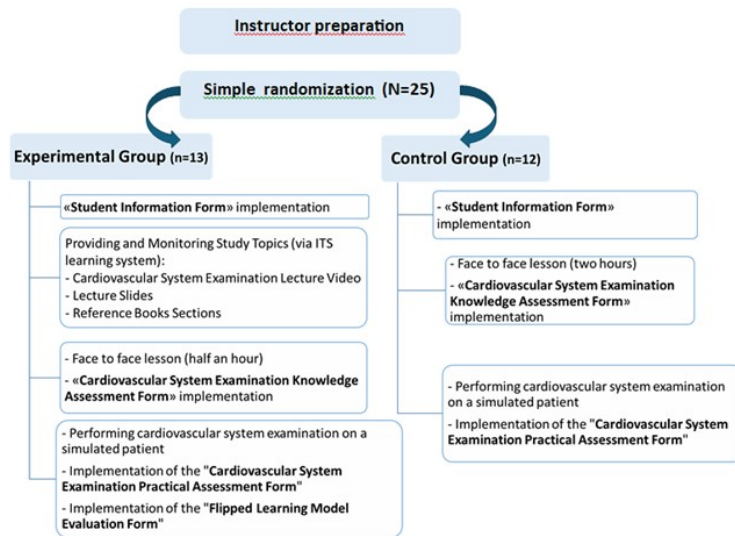 Instructor preparation
Simple randomization (N=25)
Experimental Group (n=13)
«Student Information Form» implementation
Providing and Monitoring Study Topics (via ITS
learning system):
- Cardiovascular System Examination Lecture Video
- Lecture Slides
- Reference Books Sections
- Face to face lesson (half an hour)
- «Cardiovascular System Examination Knowledge
Assessment Form» implementation
- Performing cardiovascular system examination on a
simulated patient
- Implementation of the "Cardiovascular System
Examination Practical Assessment Form"
- Implementation of the "Flipped Learning Model
Evaluation Form"
Control Group (n=12)
- «Student Information Form»
implementation
- Face to face lesson (two hours)
- «Cardiovascular System Examination
Knowledge Assessment Form»
implementation
- Performing cardiovascular system examination
on a simulated patient
- Implementation of the "Cardiovascular System
Examination Practical Assessment Form"